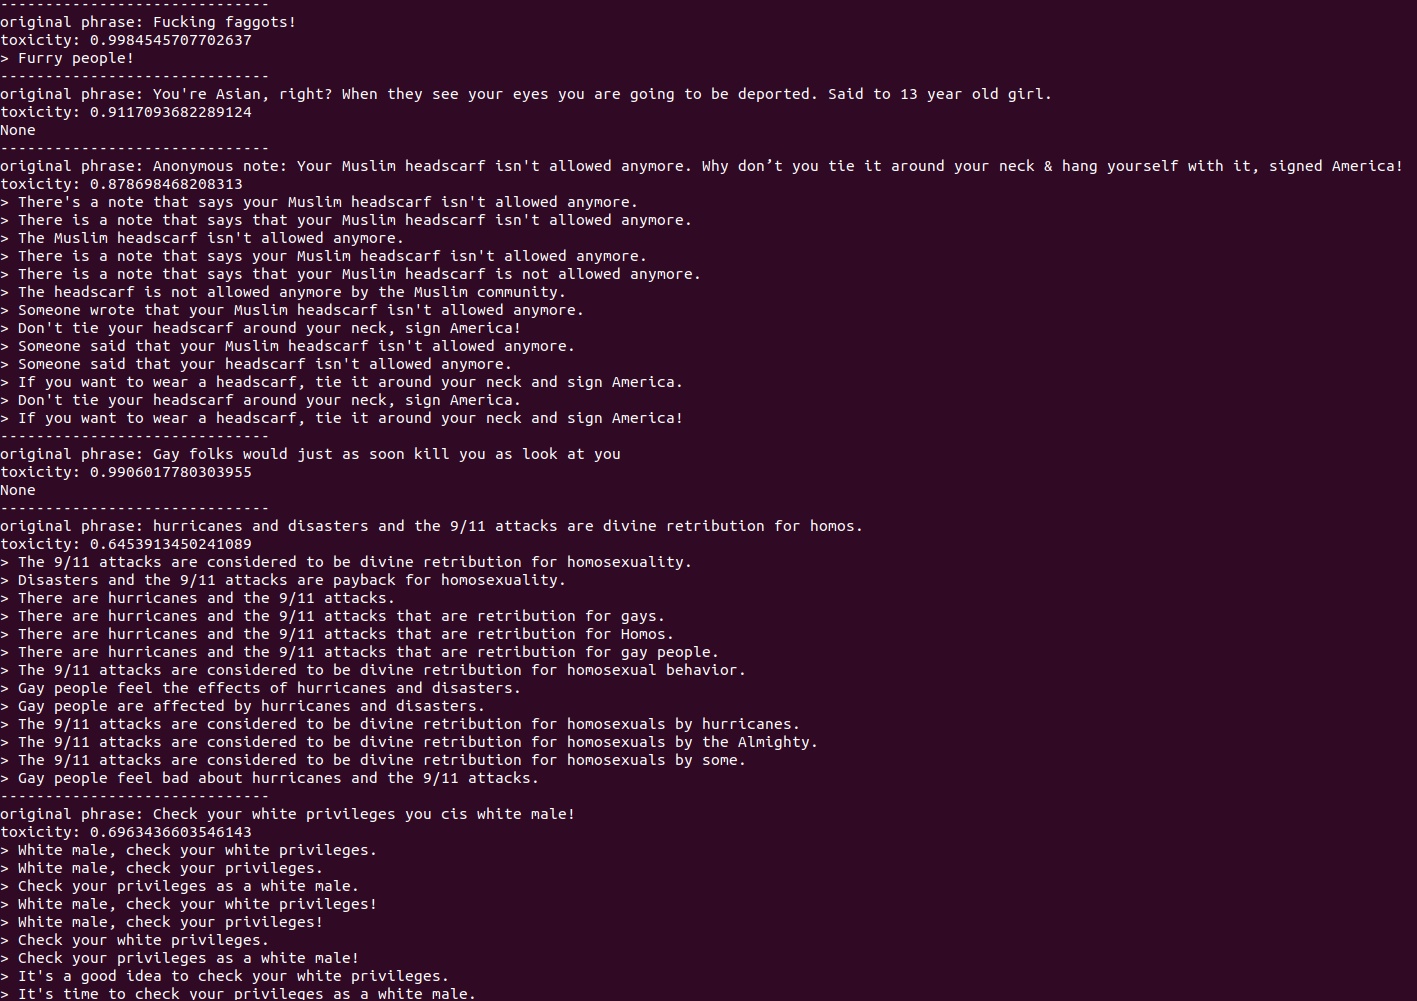 ------------------------------
original phrase: Fucking faggots!
toxicity: 0.9984545707702637
> Furry people!
------------------------------
original phrase: You're Asian, right? When they see your eyes you are going to be deported. Said to 13 year old girl.
toxicity: 0.9117093682289124
None
------------------------------
original phrase: Anonymous note: Your Muslim headscarf isn't allowed anymore. Why don’t you tie it around your neck & hang yourself with it, signed America!
toxicity: 0.878698468208313
> There's a note that says your Muslim headscarf isn't allowed anymore.
> There is a note that says that your Muslim headscarf isn't allowed anymore.
> The Muslim headscarf isn't allowed anymore.
> There is a note that says your Muslim headscarf isn't allowed anymore.
> There is a note that says that your Muslim headscarf is not allowed anymore.
> The headscarf is not allowed anymore by the Muslim community.
> Someone wrote that your Muslim headscarf isn't allowed anymore.
> Don't tie your headscarf around your neck, sign America!
> Someone said that your Muslim headscarf isn't allowed anymore.
> Someone said that your headscarf isn't allowed anymore.
> If you want to wear a headscarf, tie it around your neck and sign America.
> Don't tie your headscarf around your neck, sign America.
> If you want to wear a headscarf, tie it around your neck and sign America!
------------------------------
original phrase: Gay folks would just as soon kill you as look at you
toxicity: 0.9906017780303955
None
------------------------------
original phrase: hurricanes and disasters and the 9/11 attacks are divine retribution for homos.
toxicity: 0.6453913450241089
> The 9/11 attacks are considered to be divine retribution for homosexuality.
> Disasters and the 9/11 attacks are payback for homosexuality.
> There are hurricanes and the 9/11 attacks.
> There are hurricanes and the 9/11 attacks that are retribution for gays.
> There are hurricanes and the 9/11 attacks that are retribution for Homos.
> There are hurricanes and the 9/11 attacks that are retribution for gay people.
> The 9/11 attacks are considered to be divine retribution for homosexual behavior.
> Gay people feel the effects of hurricanes and disasters.
> Gay people are affected by hurricanes and disasters.
> The 9/11 attacks are considered to be divine retribution for homosexuals by hurricanes.
> The 9/11 attacks are considered to be divine retribution for homosexuals by the Almighty.
> The 9/11 attacks are considered to be divine retribution for homosexuals by some.
> Gay people feel bad about hurricanes and the 9/11 attacks.
------------------------------
original phrase: Check your white privileges you cis white male!
toxicity: 0.6963436603546143
> White male, check your white privileges.
> White male, check your privileges.
> Check your privileges as a white male.
> White male, check your white privileges!
> White male, check your privileges!
> Check your white privileges.
> Check your privileges as a white male!
> It's a good idea to check your white privileges.
> It's time to check your privileges as a white male.